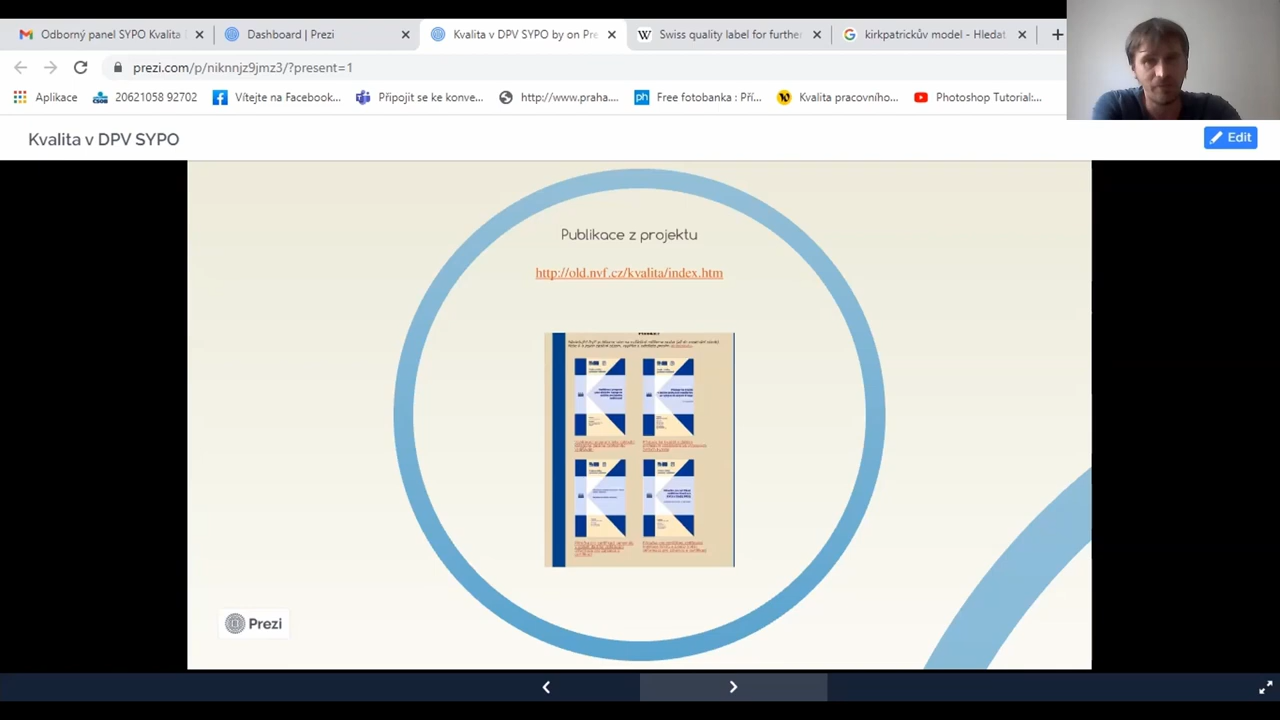 Odborný panel SYPO Kvalita
Dashboard | Prezi
Kvalita v DPV SYPO by on Pre
Swiss quality label for further
kirkpatrickův model - Hledat
prezi.com/p/niknnjz9jmz3/?present=1
Aplikace
20621058 92702
Vítejte na Facebook...
Připojit se ke konve...
http://www.praha....
Free fotobanka : Pří...
Kvalita pracovního...
Photoshop Tutorial:...
Kvalita v DPV SYPO
Edit
Publikace z projektu
http://old.nvf.cz/kvalita/index.htm
Prezi